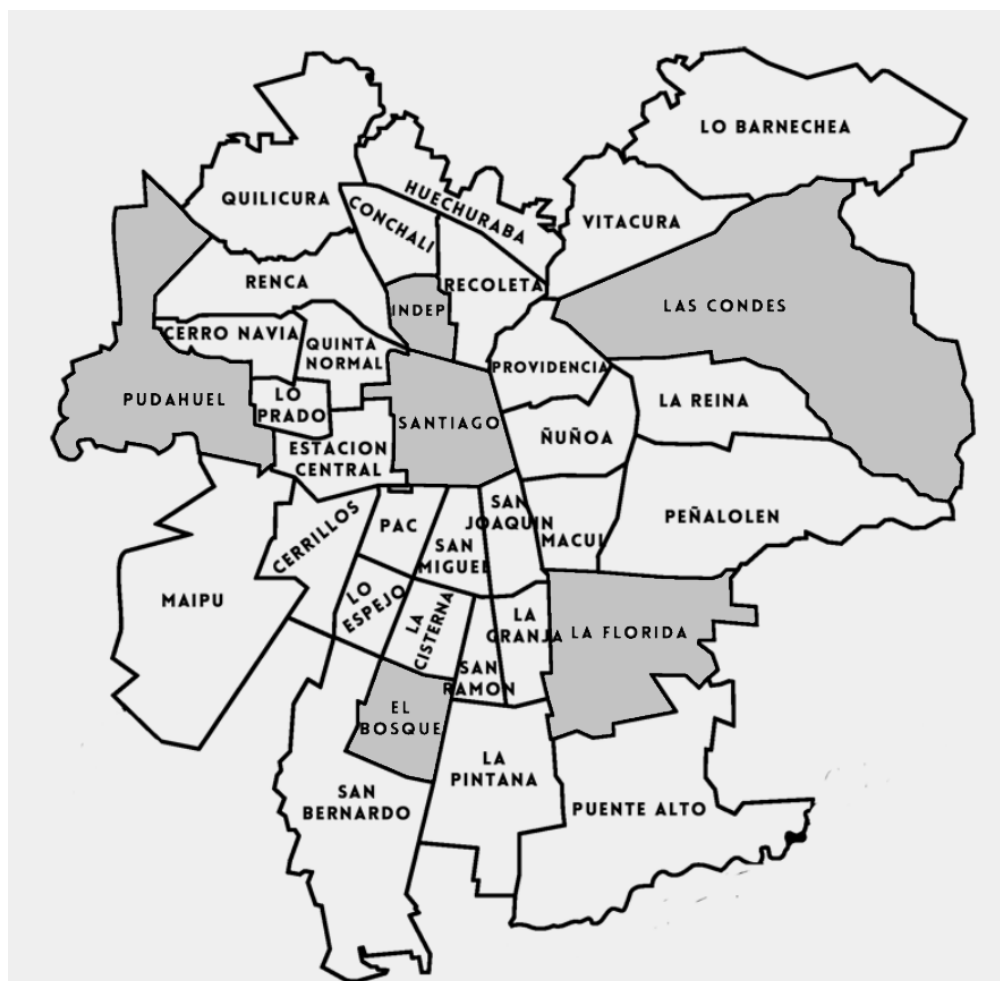 LO BARNECHEA
QUILICURA
HUECHURABA
CONCHALI
VITACURA
RENCA
RECOLETA
INDEP
LAS CONDES
CERRO NAVIA
QUINTA
NORMAL
PROVIDENCIA
PUDAHUEL
LO
PRADO
LA REINA
SANTIAGO
ÑUÑOA
ESTACION
CENTRAL
CERRILLOS
PAC
SAN
JOAQUIN
MACUL
PEÑALOLEN
SAN
MIGUEL
MAIPU
LO
ESPEJO
LA
CISTERNA
LA
GRANJA
LA FLORIDA
SAN
RAMON
EL
BOSQUE
LA
PINTANA
SAN
BERNARDO
PUENTE ALTO